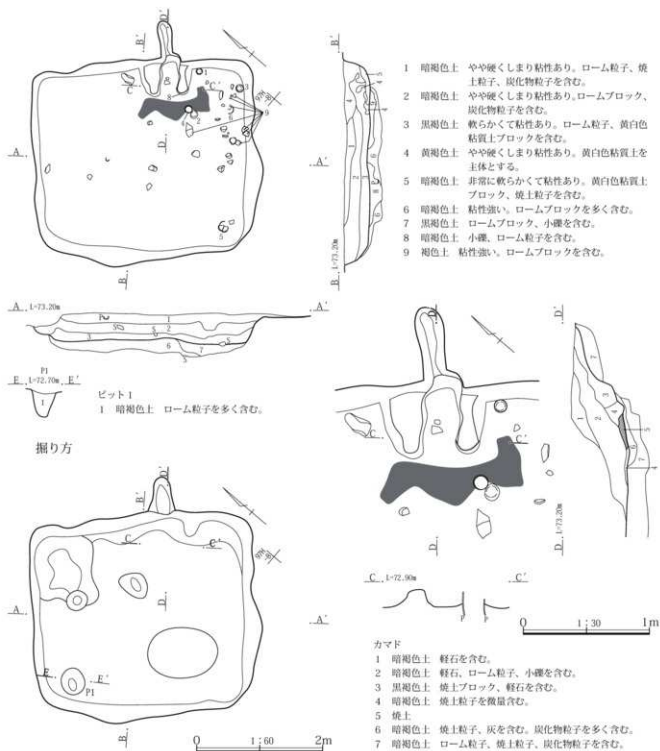 1 暗褐色土 やや硬くしまり粘性あり。ローム粒子、焼
土粒子、炭化物粒子を含む。
2 暗褐色土 やや硬くしまり粘性あり。ロームブロック、
炭化物粒子を含む。
3 黒褐色土 軟らかくて粘性あり。ローム粒子、黄白色
粘質土ブロックを含む。
4 黄褐色土 やや硬くしまり粘性あり。黄白色粘質土を
主体とする。
5 暗褐色土 非常に軟らかくて粘性あり。黄白色粘質土
ブロック、焼土粒子を含む。
6 暗褐色土 粘性強い。ロームブロックを多く含む。
7 黒褐色土 ロームブロック、小礫を含む。
8 暗褐色土 小礫、ローム粒子を含む。
9 褐色土 粘性強い。ロームブロックを含む。
A L=73.20m A'
B L=73.20m B'
P1
E L=72.70m E'
ピット1
1 暗褐色土 ローム粒子を多く含む。
掘り方
A A'
E E'
P1
0 1:60 2m
D L=73.20m D'
C L=72.90m C'
0 1:30 1m
カマド
1 暗褐色土 軽石を含む。
2 暗褐色土 軽石、ローム粒子、小礫を含む。
3 黒褐色土 焼土ブロック、軽石を含む。
4 暗褐色土 焼土粒子を微量含む。
5 焼土
6 暗褐色土 焼土粒子、灰を含む。炭化物粒子を多く含む。
7 暗褐色土 ローム粒子、焼土粒子、炭化物粒子を含む。